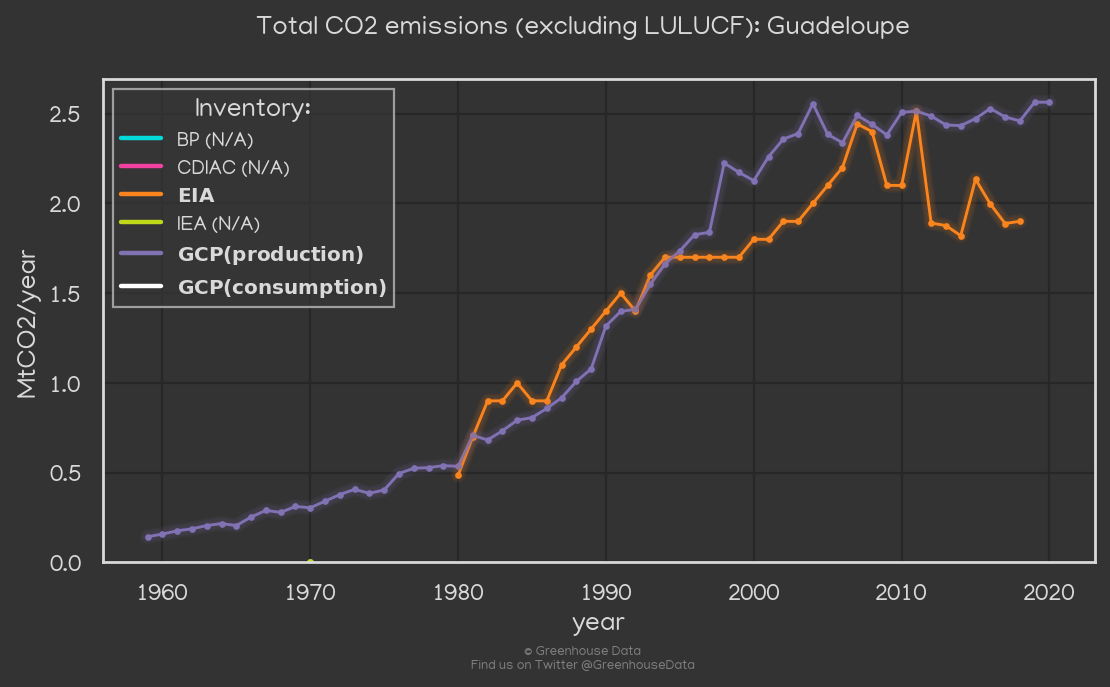 Total CO2 emissions (excluding LULUCF): Guadeloupe
Inventory:
BP (N/A)
CDIAC (N/A)
EIA
IEA (N/A)
GCP(production)
GCP(consumption)
MtCO2/year
2.5
2.0
1.5
1.0
0.5
0.0
1960 1970 1980 1990 2000 2010 2020
year
© Greenhouse Data
Find us on Twitter @GreenhouseData